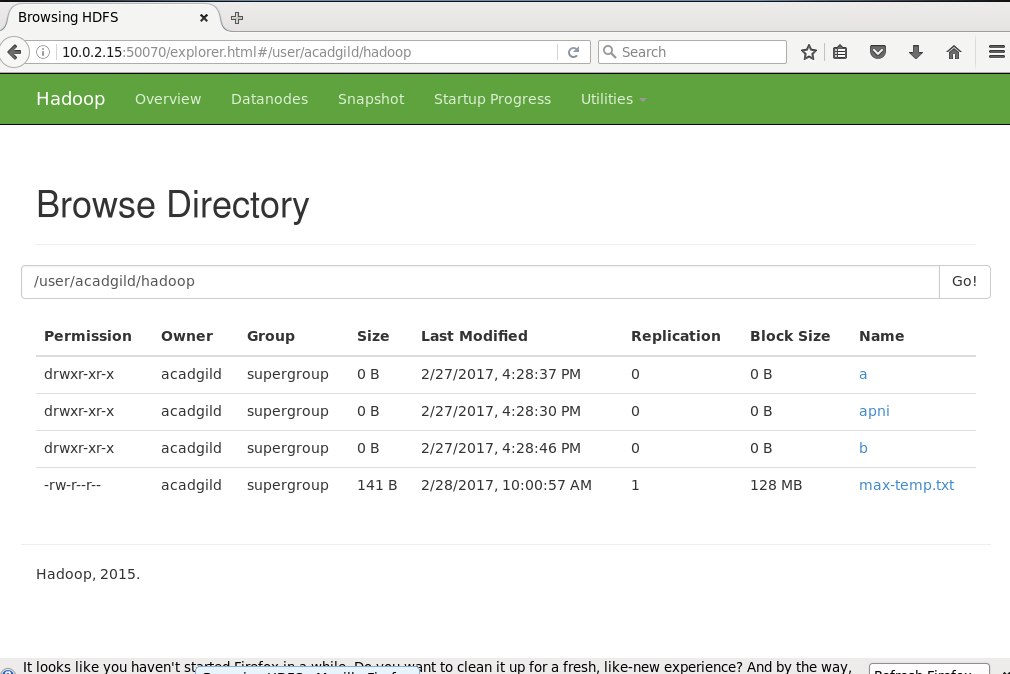 Browsing HDFS
10.0.2.15:50070/explorer.html#/user/acadgild/hadoop
Search
Hadoop Overview Datanodes Snapshot Startup Progress Utilities
Browse Directory
/user/acadgild/hadoop Go!
Permission Owner Group Size Last Modified Replication Block Size Name
drwxr-xr-x acadgild supergroup 0 B 2/27/2017, 4:28:37 PM 0 0 B a
drwxr-xr-x acadgild supergroup 0 B 2/27/2017, 4:28:30 PM 0 0 B apni
drwxr-xr-x acadgild supergroup 0 B 2/27/2017, 4:28:46 PM 0 0 B b
-rw-r--r-- acadgild supergroup 141 B 2/28/2017, 10:00:57 AM 1 128 MB max-temp.txt
Hadoop, 2015.
It looks like you haven't started Firefox in a while. Do you want to clean it up for a fresh, like-new experience? And by the way,
Refresh Firefox